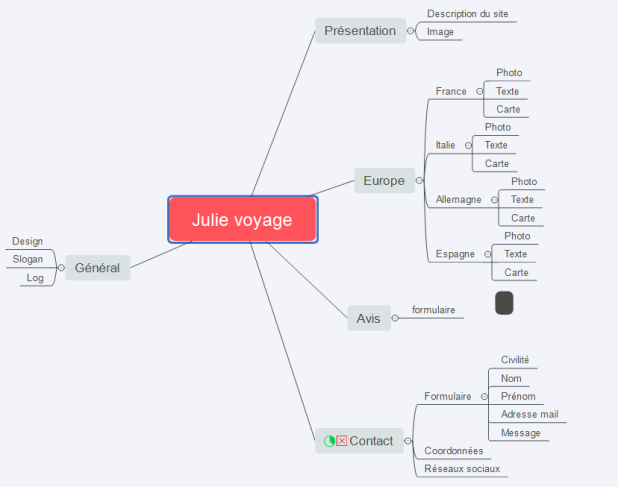 Julie voyage
Présentation
Description du site
Image
Europe
France
Photo
Texte
Carte
Italie
Photo
Texte
Carte
Allemagne
Photo
Texte
Carte
Espagne
Photo
Texte
Carte
Avis
formulaire
Contact
Formulaire
Civilité
Nom
Prénom
Adresse mail
Message
Coordonnées
Réseaux sociaux
Général
Design
Slogan
Log